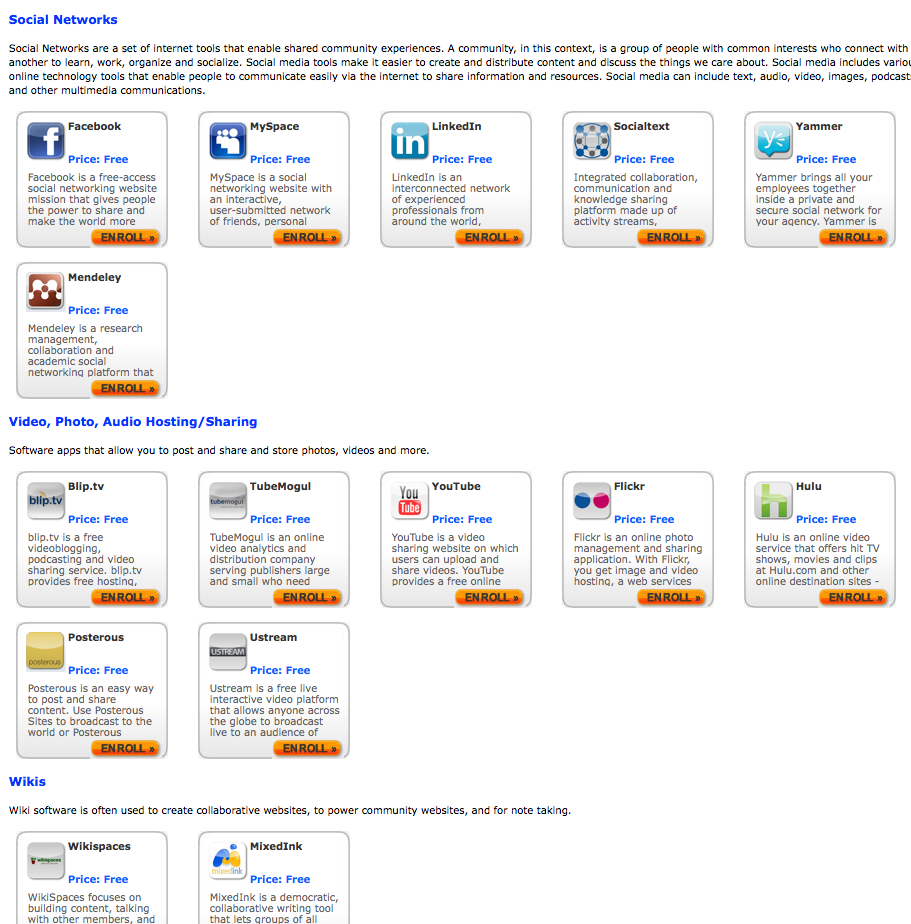 Social Networks
Social Networks are a set of internet tools that enable shared community experiences. A community, in this context, is a group of people with common interests who connect with
another to learn, work, organize and socialize. Social media tools make it easier to create and distribute content and discuss the things we care about. Social media includes
online technology tools that enable people to communicate easily via the internet to share information and resources. Social media can include text, audio, video, images,
and other multimedia communications.
Facebook
Price: Free
Facebook is a free-access
social networking website
mission that gives people
the power to share and
make the world more
ENROLL »
MySpace
Price: Free
MySpace is a social
networking website with
an interactive,
user-submitted network
of friends, personal
ENROLL »
in
LinkedIn
Price: Free
LinkedIn is an
interconnected network
of experienced
professionals from
around the world,
ENROLL »
Socialtext
Price: Free
Integrated collaboration,
communication and
knowledge sharing
platform made up of
activity streams,
ENROLL »
Yammer
Price: Free
Yammer brings all your
employees together
inside a private and
secure social network for
your agency. Yammer is
ENROLL »
Mendeley
Price: Free
Mendeley is a research
management,
collaboration and
academic social
networking platform that
ENROLL »
Video, Photo, Audio Hosting/Sharing
Software apps that allow you to post and share and store photos, videos and more.
blip.tv
Blip.tv
Price: Free
blip.tv is a free
videoblogging,
podcasting and video
sharing service. blip.tv
provides free hosting,
ENROLL »
tubemogul
TubeMogul
Price: Free
TubeMogul is an online
video analytics and
distribution company
serving publishers large
and small who need
ENROLL »
You
Tube
YouTube
Price: Free
YouTube is a video
sharing website on which
users can upload and
share videos. YouTube
provides a free online
ENROLL »
Flickr
Price: Free
Flickr is an online photo
management and sharing
application. With Flickr,
you get image and video
hosting, a web services
ENROLL »
h
Hulu
Price: Free
Hulu is an online video
service that offers hit TV
shows, movies and clips
at Hulu.com and other
online destination sites -
ENROLL »
posterous
Posterous
Price: Free
Posterous is an easy way
to post and share
content. Use Posterous
Sites to broadcast to the
world or Posterous
ENROLL »
USTREAM
Ustream
Price: Free
Ustream is a free live
interactive video platform
that allows anyone across
the globe to broadcast
live to an audience of
ENROLL »
Wikis
Wiki software is often used to create collaborative websites, to power community websites, and for note taking.
wikispaces
Wikispaces
Price: Free
WikiSpaces focuses on
building content, talking
with other members, and
mixedink
MixedInk
Price: Free
MixedInk is a democratic,
collaborative writing tool
that lets groups of all